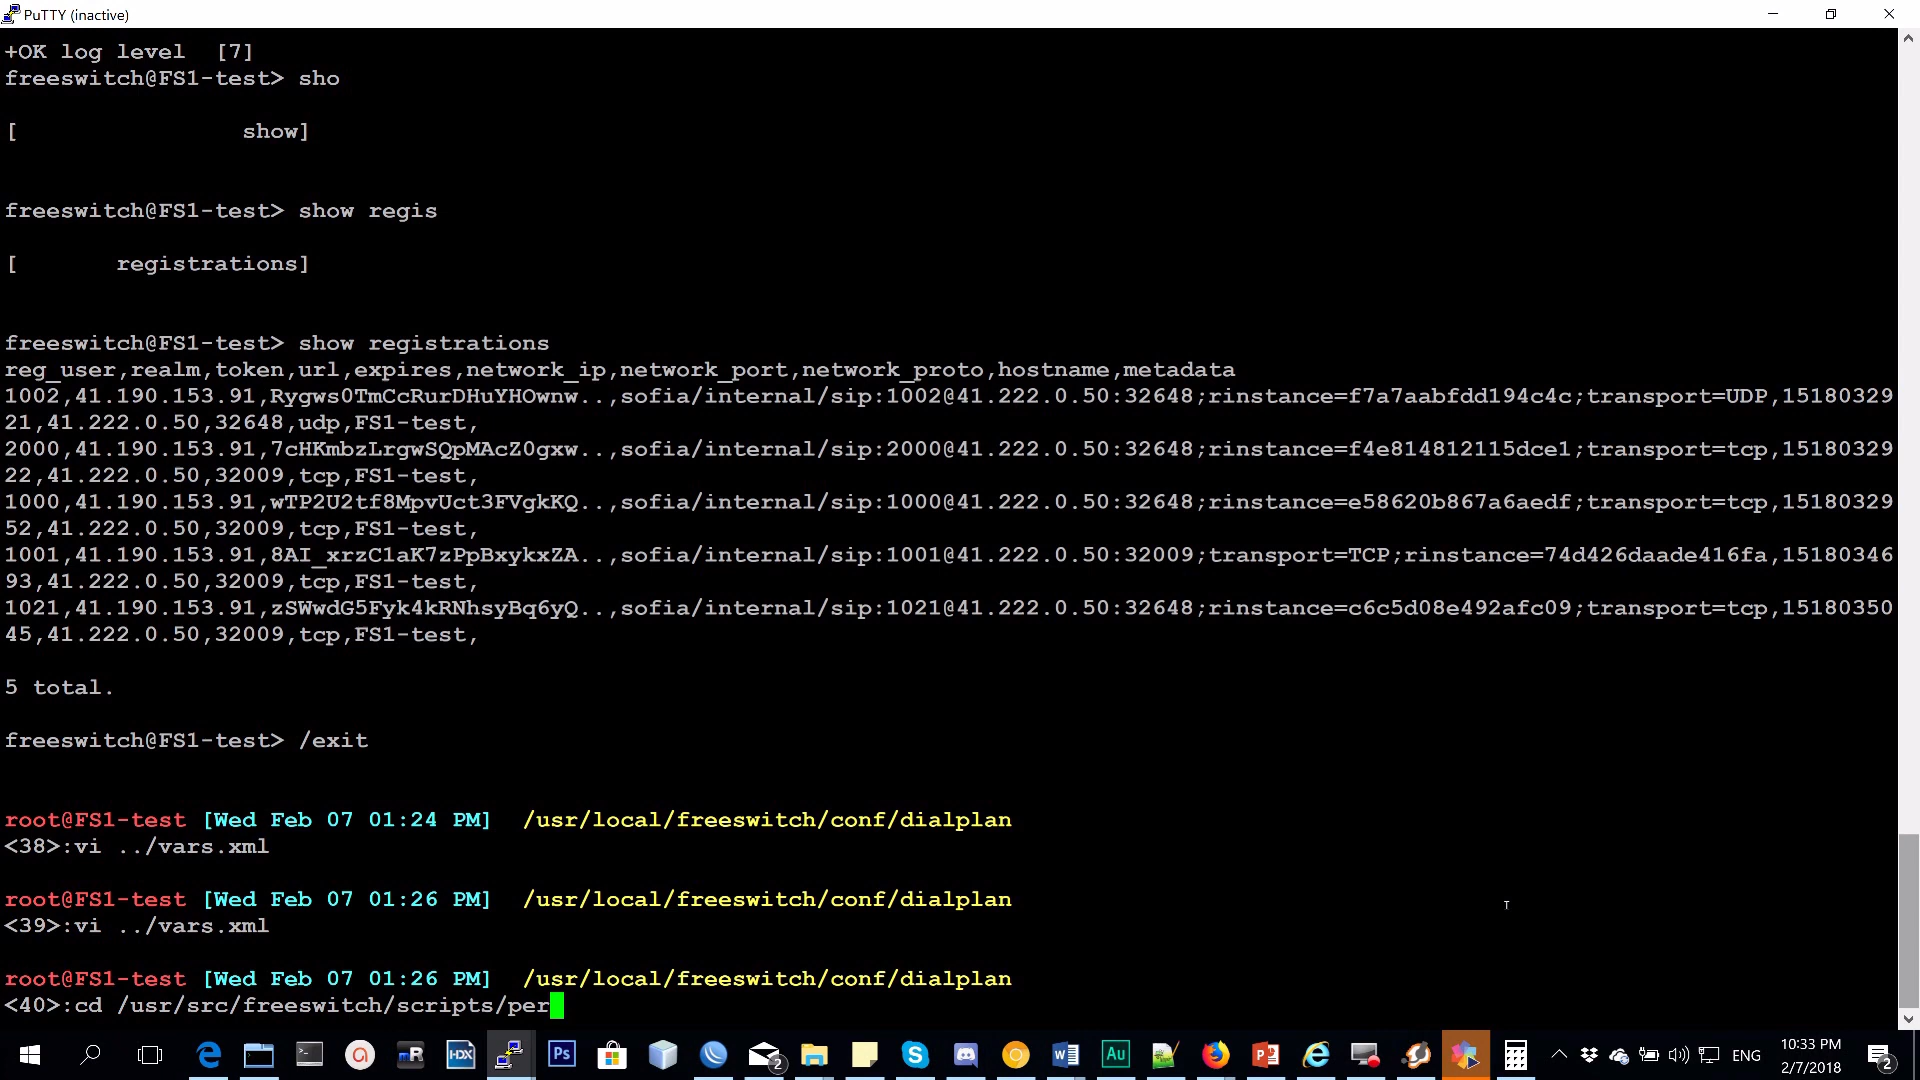 PuTTY (inactive)
+OK log level  [7]
freeswitch@FS1-test> sho
[                 show]
freeswitch@FS1-test> show regis
[        registrations]
freeswitch@FS1-test> show registrations
reg_user,realm,token,url,expires,network_ip,network_port,network_proto,hostname,metadata
1002,41.190.153.91,Rygws0TmCcRurDHuYHOwnw..,sofia/internal/sip:1002@41.222.0.50:32648;rinstance=f7a7aabfdd194c4c;transport=UDP,15180329
21,41.222.0.50,32648,udp,FS1-test,
2000,41.190.153.91,7cHKmbzLrgwSQpMAcZ0gxw..,sofia/internal/sip:2000@41.222.0.50:32648;rinstance=f4e814812115dce1;transport=tcp,15180329
22,41.222.0.50,32009,tcp,FS1-test,
1000,41.190.153.91,wTP2U2tf8MpvUct3FVgkKQ..,sofia/internal/sip:1000@41.222.0.50:32648;rinstance=e58620b867a6aedf;transport=tcp,15180329
52,41.222.0.50,32009,tcp,FS1-test,
1001,41.190.153.91,8AI_xrzC1aK7zPpBxykxZA..,sofia/internal/sip:1001@41.222.0.50:32009;transport=TCP;rinstance=74d426daade416fa,15180346
93,41.222.0.50,32009,tcp,FS1-test,
1021,41.190.153.91,zSWwdG5Fyk4kRNhsyBq6yQ..,sofia/internal/sip:1021@41.222.0.50:32648;rinstance=c6c5d08e492afc09;transport=tcp,15180350
45,41.222.0.50,32009,tcp,FS1-test,
5 total.
freeswitch@FS1-test> /exit
root@FS1-test [Wed Feb 07 01:24 PM]  /usr/local/freeswitch/conf/dialplan
<38>:vi ../vars.xml
root@FS1-test [Wed Feb 07 01:26 PM]  /usr/local/freeswitch/conf/dialplan
<39>:vi ../vars.xml
root@FS1-test [Wed Feb 07 01:26 PM]  /usr/local/freeswitch/conf/dialplan
<40>:cd /usr/src/freeswitch/scripts/per
mR
HDX
Ps
2
Au
ENG
10:33 PM
2/7/2018
2